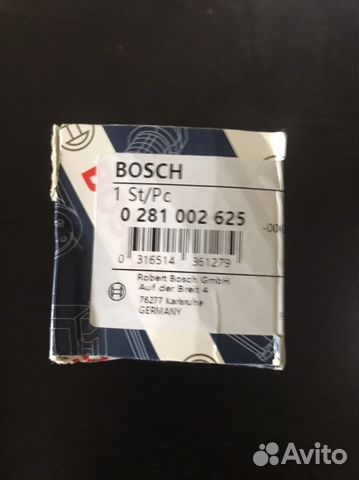 BOSCH
1 St/Pc
0 281 002 625
0 316514 361279
Robert Bosch GmbH
Auf der Breit 4
76277 Karlsruhe
GERMANY
Avito